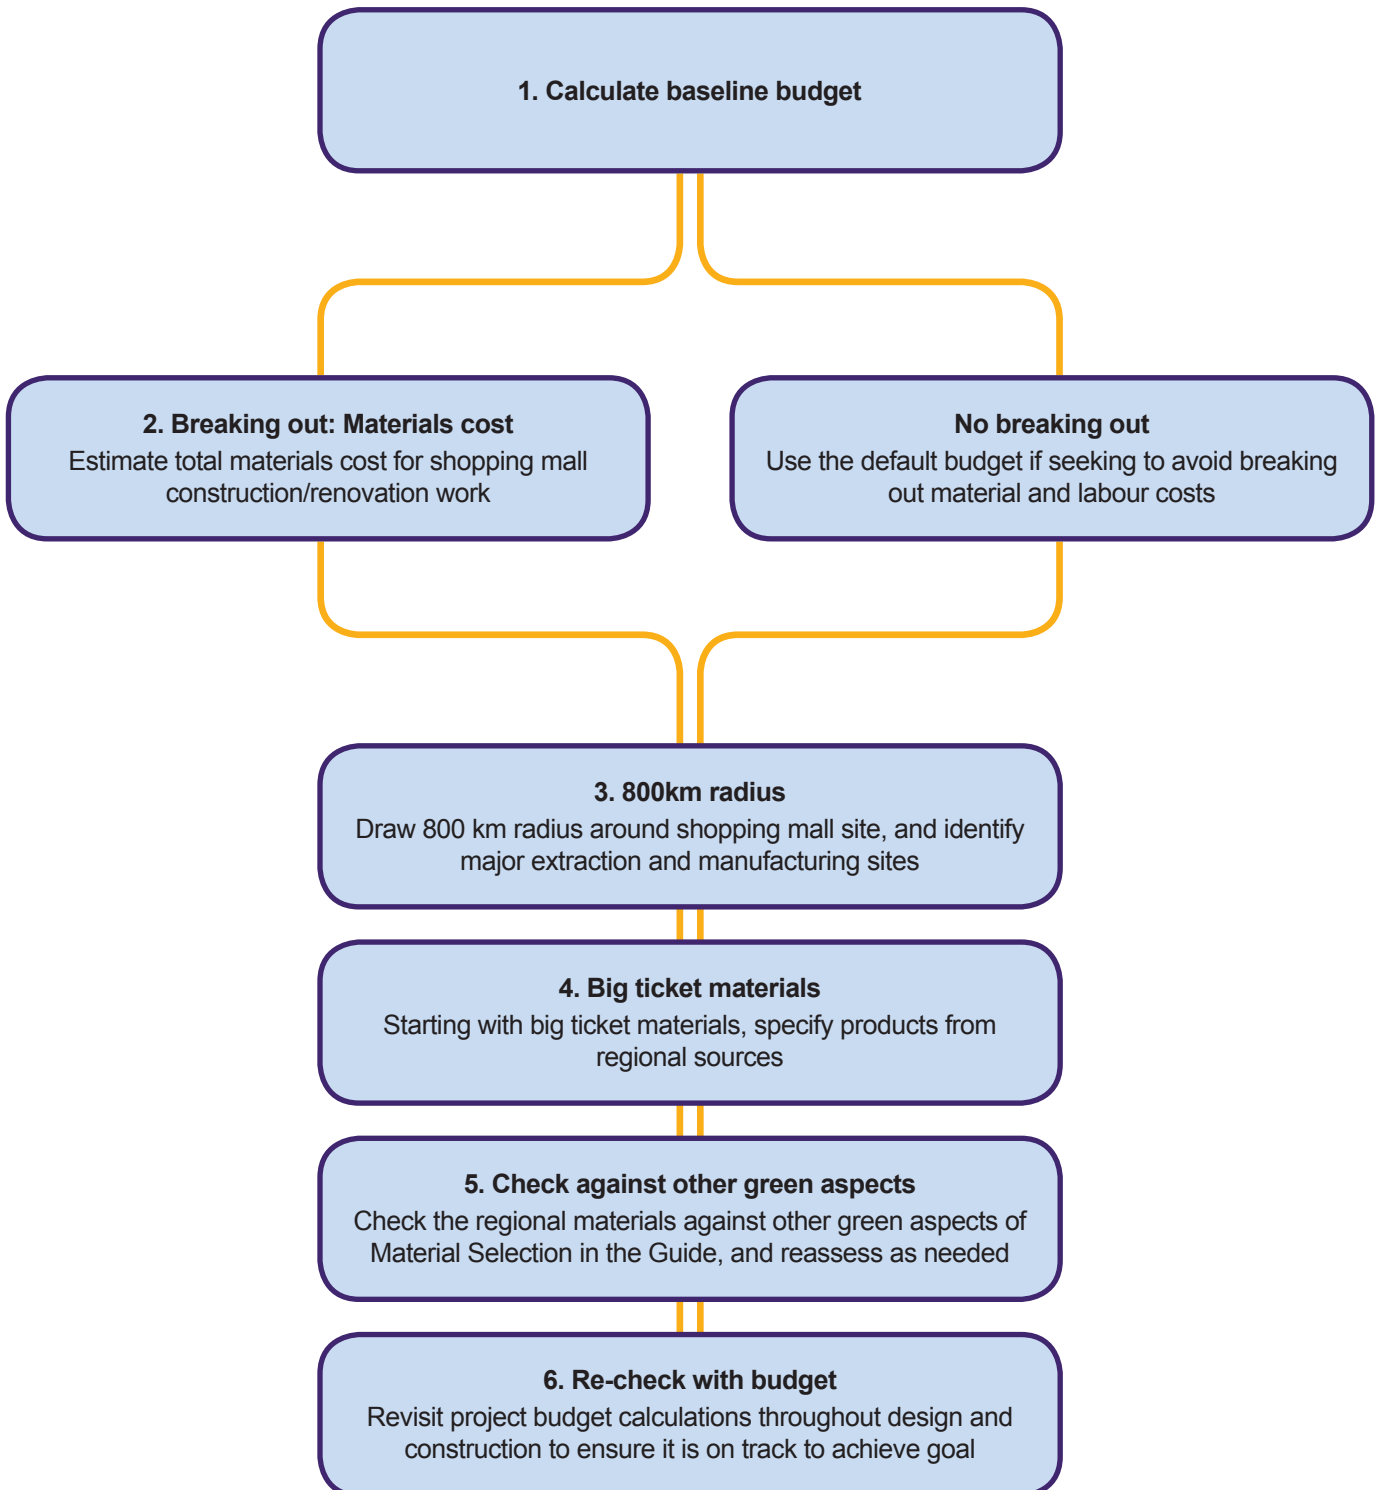 1. Calculate baseline budget
2. Breaking out: Materials cost
Estimate total materials cost for shopping mall
construction/renovation work
No breaking out
Use the default budget if seeking to avoid breaking
out material and labour costs
3. 800km radius
Draw 800 km radius around shopping mall site, and identify
major extraction and manufacturing sites
4. Big ticket materials
Starting with big ticket materials, specify products from
regional sources
5. Check against other green aspects
Check the regional materials against other green aspects of
Material Selection in the Guide, and reassess as needed
6. Re-check with budget
Revisit project budget calculations throughout design and
construction to ensure it is on track to achieve goal